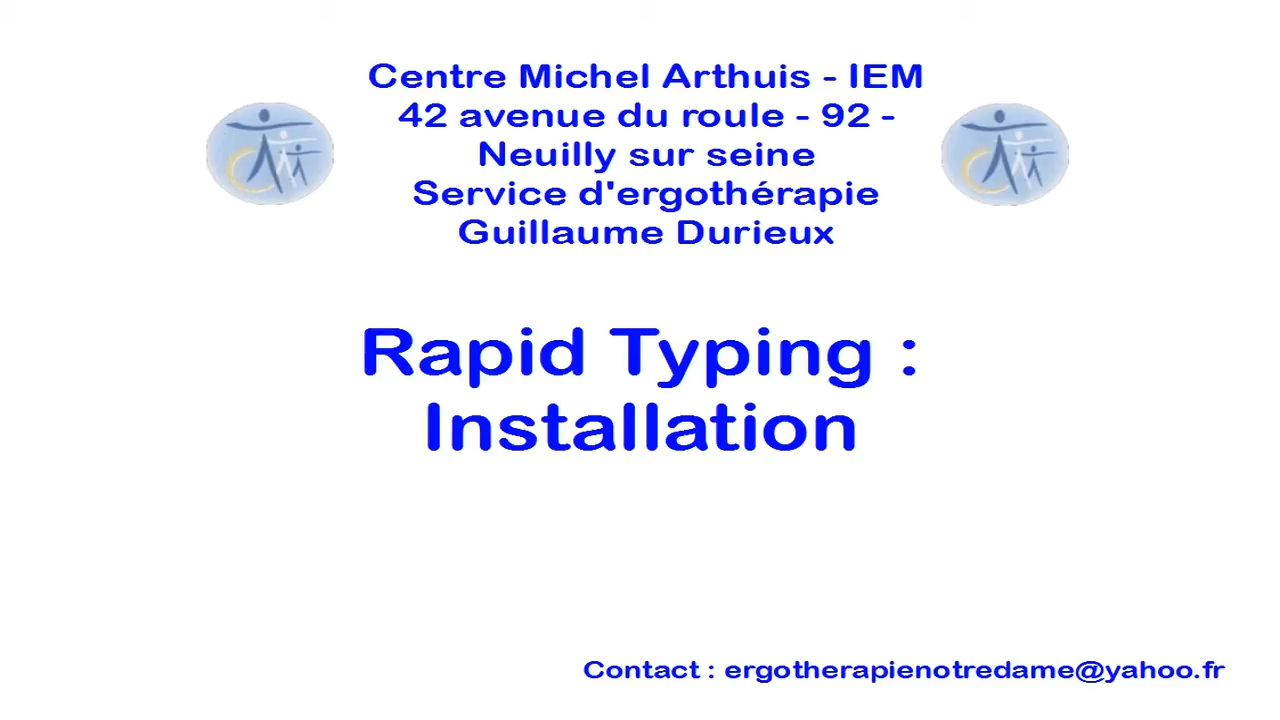 Centre Michel Arthuis - IEM
42 avenue du roule - 92 -
Neuilly sur seine
Service d'ergothérapie
Guillaume Durieux
Rapid Typing :
Installation
Contact : ergotherapienotredame@yahoo.fr